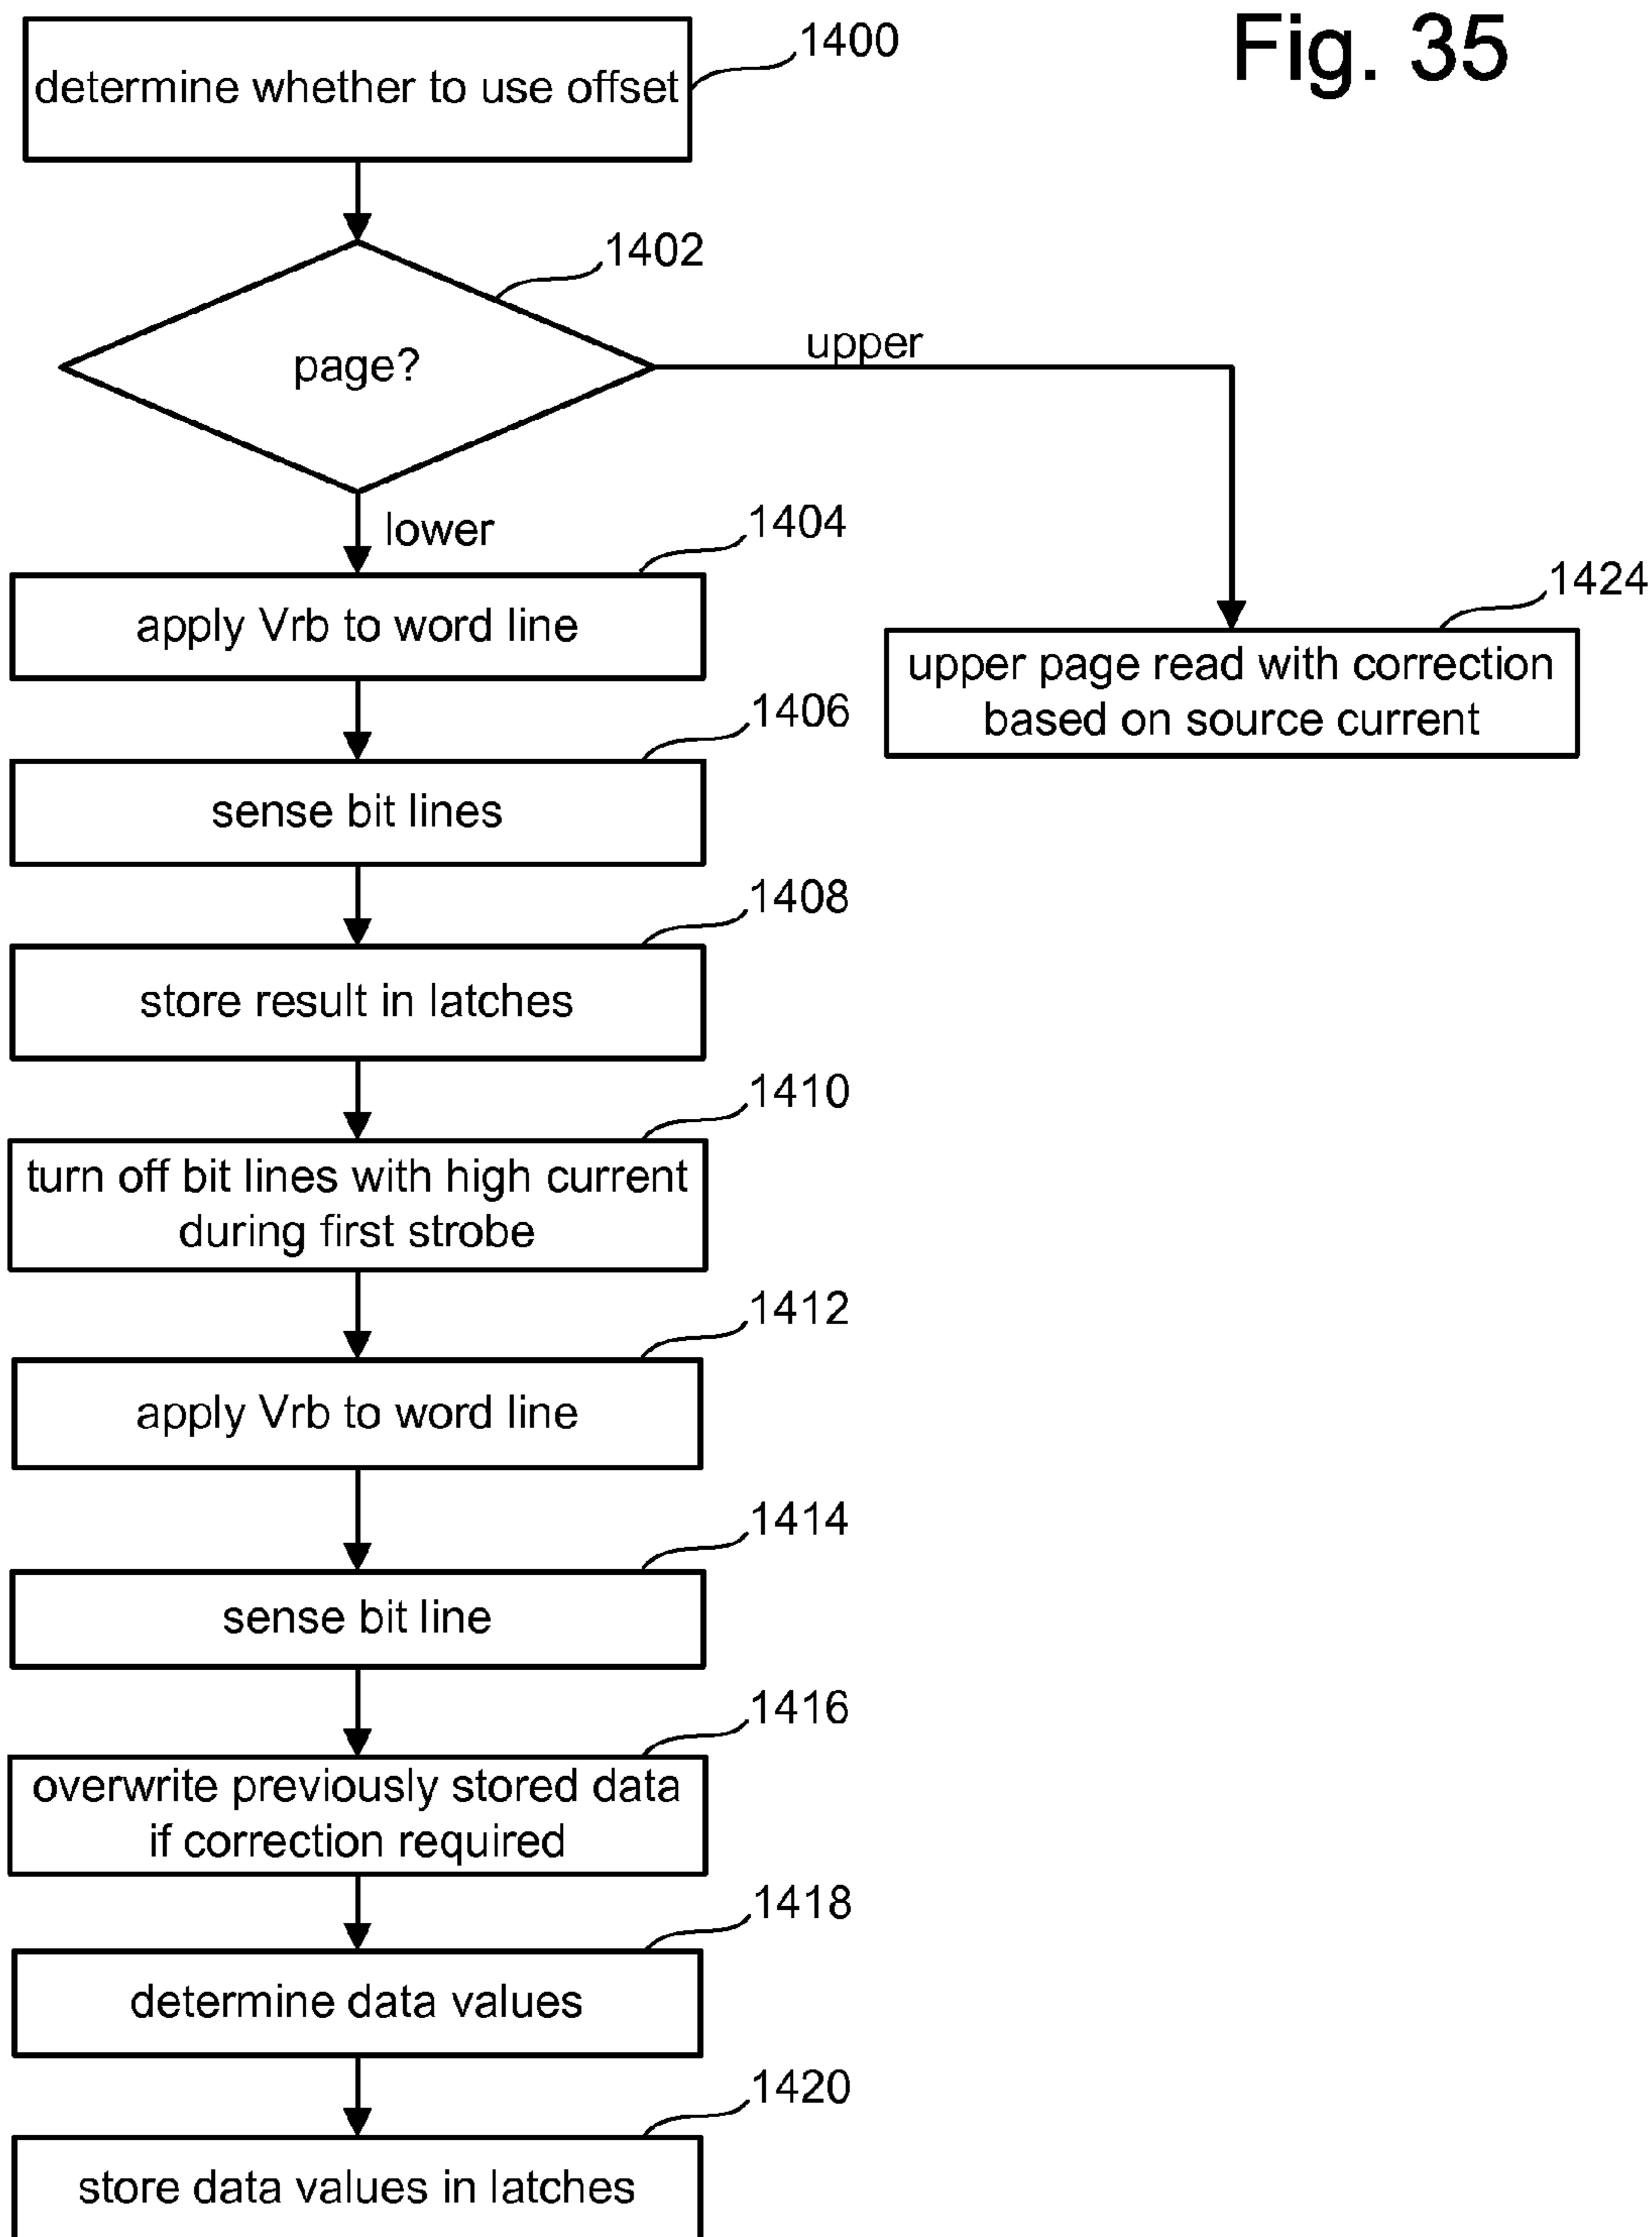 Fig. 35
1400
determine whether to use offset
1402
page?
upper
lower
1404
apply Vrb to word line
1424
upper page read with correction
based on source current
1406
sense bit lines
1408
store result in latches
1410
turn off bit lines with high current
during first strobe
1412
apply Vrb to word line
1414
sense bit line
1416
overwrite previously stored data
if correction required
1418
determine data values
1420
store data values in latches